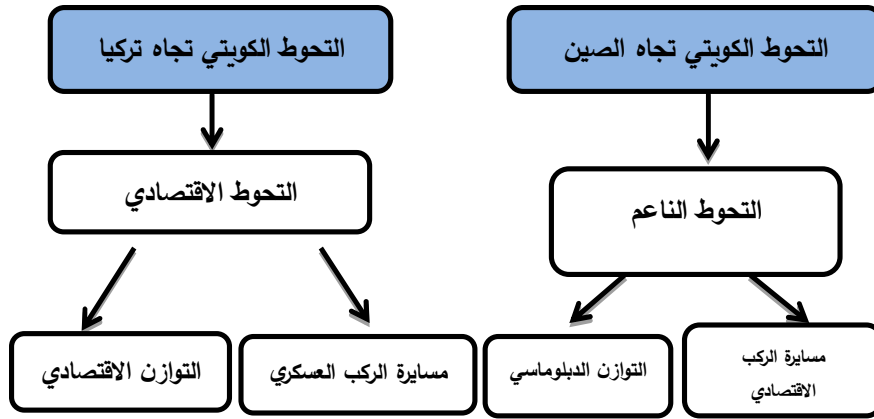 التحوط الكويتي تجاه الصين
التحوط الكويتي تجاه تركيا
التحوط الناعم
التحوط الاقتصادي
مسايرة الركب
الاقتصادي
التوازن الدبلوماسي
مسايرة الركب العسكري
التوازن الاقتصادي